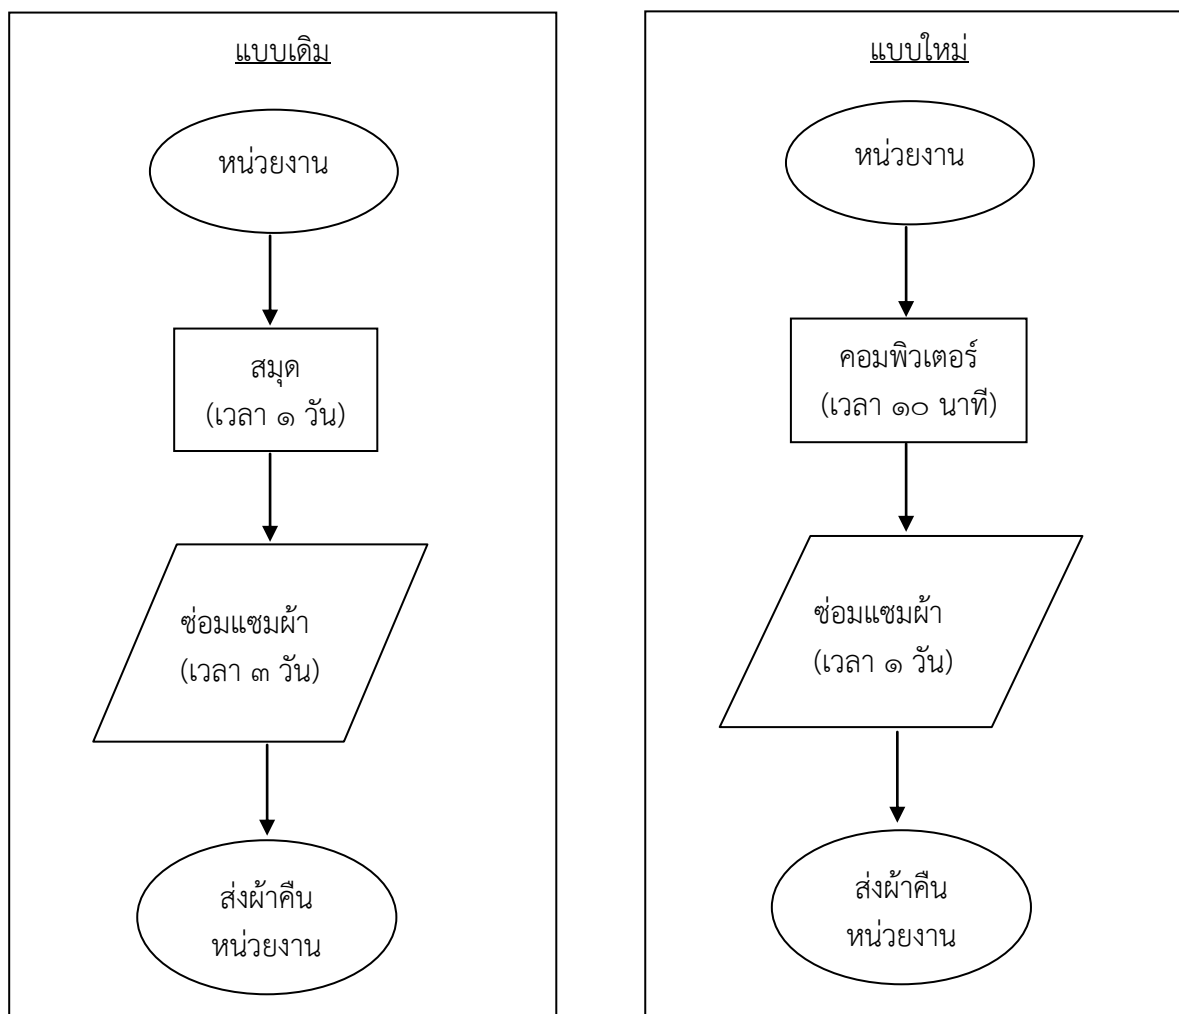 แบบเดิม
หน่วยงาน
สมุด
(เวลา ๑ วัน)
ซ่อมแซมผ้า
(เวลา ๓ วัน)
ส่งผ้าคืน
หน่วยงาน
แบบใหม่
หน่วยงาน
คอมพิวเตอร์
(เวลา ๑๐ นาที)
ซ่อมแซมผ้า
(เวลา ๑ วัน)
ส่งผ้าคืน
หน่วยงาน